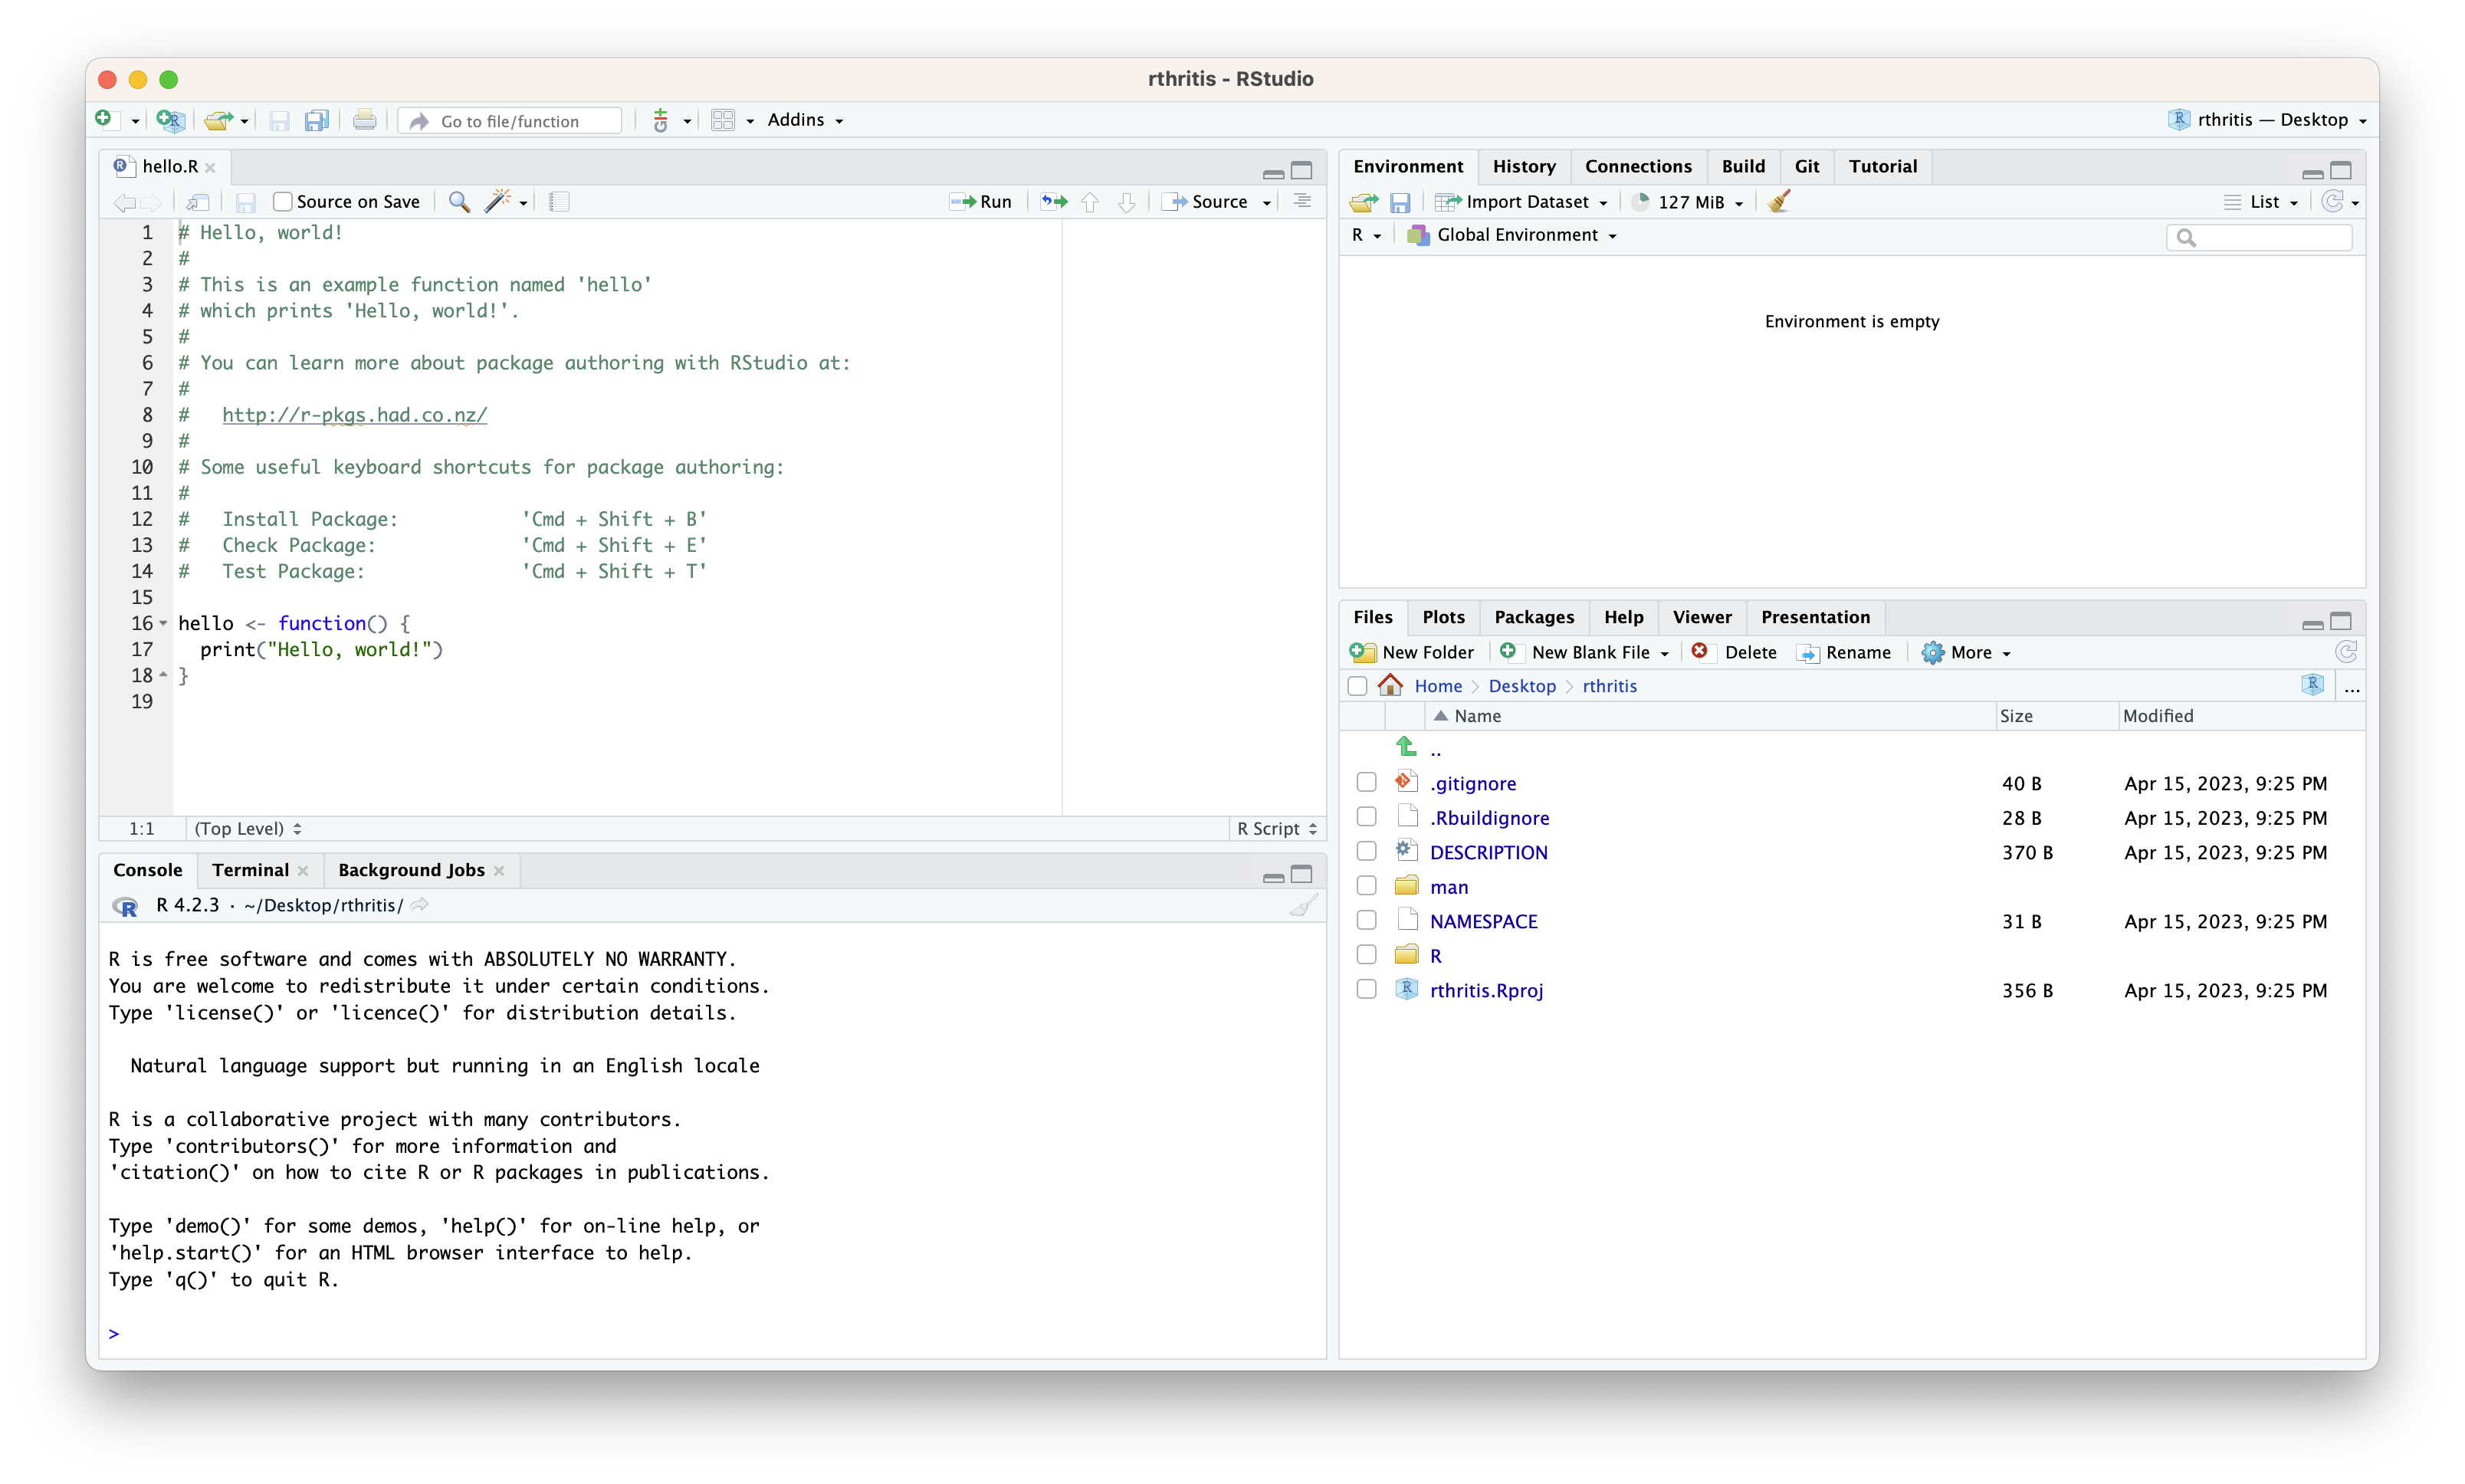 rthritis - RStudio
Go to file/function
Addins
rthritis — Desktop
hello.R
Source on Save
Run
Source
1 # Hello, world!
2 #
3 # This is an example function named 'hello'
4 # which prints 'Hello, world!'.
5 #
6 # You can learn more about package authoring with RStudio at:
7 #
8 #   http://r-pkgs.had.co.nz/
9 #
10 # Some useful keyboard shortcuts for package authoring:
11 #
12 #   Install Package:           'Cmd + Shift + B'
13 #   Check Package:             'Cmd + Shift + E'
14 #   Test Package:              'Cmd + Shift + T'
15
16 hello <- function() {
17   print("Hello, world!")
18 }
19
1:1 (Top Level) R Script
Console Terminal Background Jobs
R 4.2.3 · ~/Desktop/rthritis/
R is free software and comes with ABSOLUTELY NO WARRANTY.
You are welcome to redistribute it under certain conditions.
Type 'license()' or 'licence()' for distribution details.
Natural language support but running in an English locale
R is a collaborative project with many contributors.
Type 'contributors()' for more information and
'citation()' on how to cite R or R packages in publications.
Type 'demo()' for some demos, 'help()' for on-line help, or
'help.start()' for an HTML browser interface to help.
Type 'q()' to quit R.
>
Environment History Connections Build Git Tutorial
Import Dataset 127 MiB List
R Global Environment
Environment is empty
Files Plots Packages Help Viewer Presentation
New Folder New Blank File Delete Rename More
Home Desktop rthritis ...
Name Size Modified
..
.gitignore 40 B Apr 15, 2023, 9:25 PM
.Rbuildignore 28 B Apr 15, 2023, 9:25 PM
DESCRIPTION 370 B Apr 15, 2023, 9:25 PM
man
NAMESPACE 31 B Apr 15, 2023, 9:25 PM
R
rthritis.Rproj 356 B Apr 15, 2023, 9:25 PM